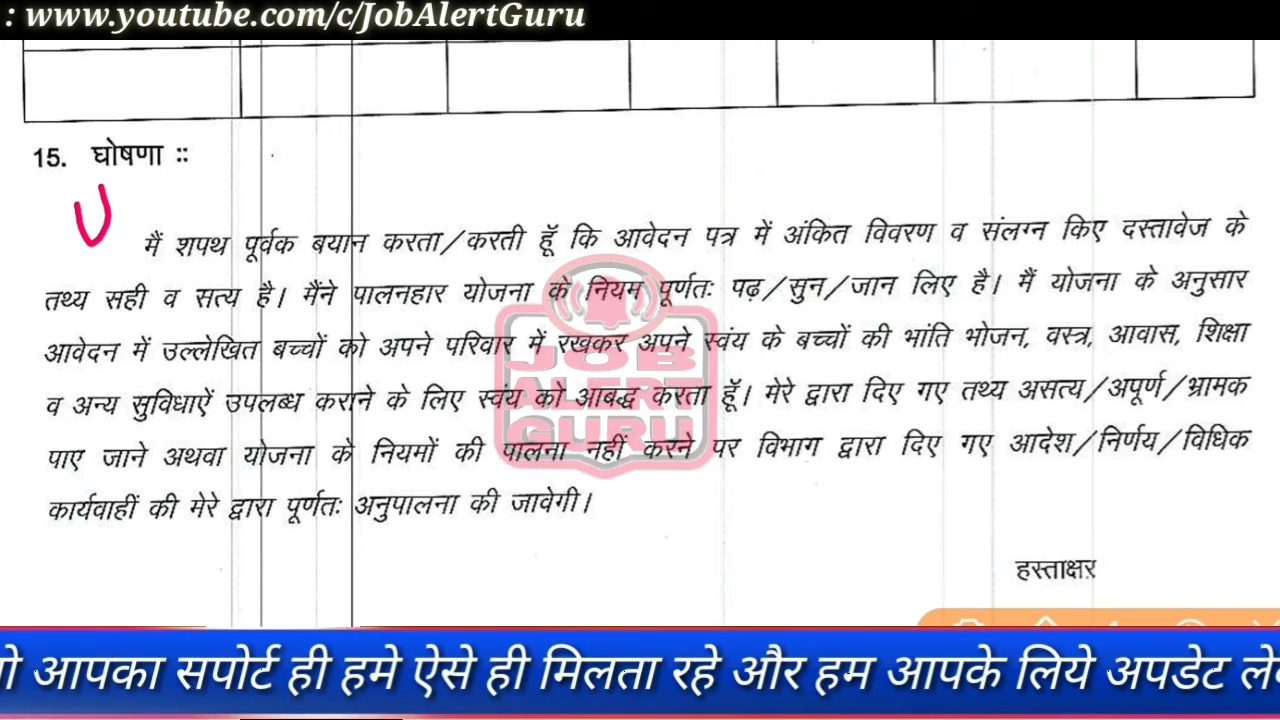 : www.youtube.com/c/JobAlertGuru
15. घोषणा ::
मैं शपथ पूर्वक बयान करता/करती हूॅं कि आवेदन पत्र में अंकित विवरण व संलग्न किए दस्तावेज के
तथ्य सही व सत्य है। मैंने पालनहार योजना के नियम पूर्णतः पढ़/सुन/जान लिए है। मैं योजना के अनुसार
आवेदन में उल्लेखित बच्चों को अपने परिवार में रखकर अपने स्वंय के बच्चों की भांति भोजन, वस्त्र, आवास, शिक्षा
व अन्य सुविधाऐं उपलब्ध कराने के लिए स्वंय को आबद्ध करता हूॅं। मेरे द्वारा दिए गए तथ्य असत्य/अपूर्ण/भ्रामक
पाए जाने अथवा योजना के नियमों की पालना नहीं करने पर विभाग द्वारा दिए गए आदेश/निर्णय/विधिक
कार्यवाहीं की मेरे द्वारा पूर्णतः अनुपालना की जावेगी।
JOB
ALERT
GURU
हस्ताक्षर
आपका सपोर्ट ही हमे ऐसे ही मिलता रहे और हम आपके लिये अपडेट